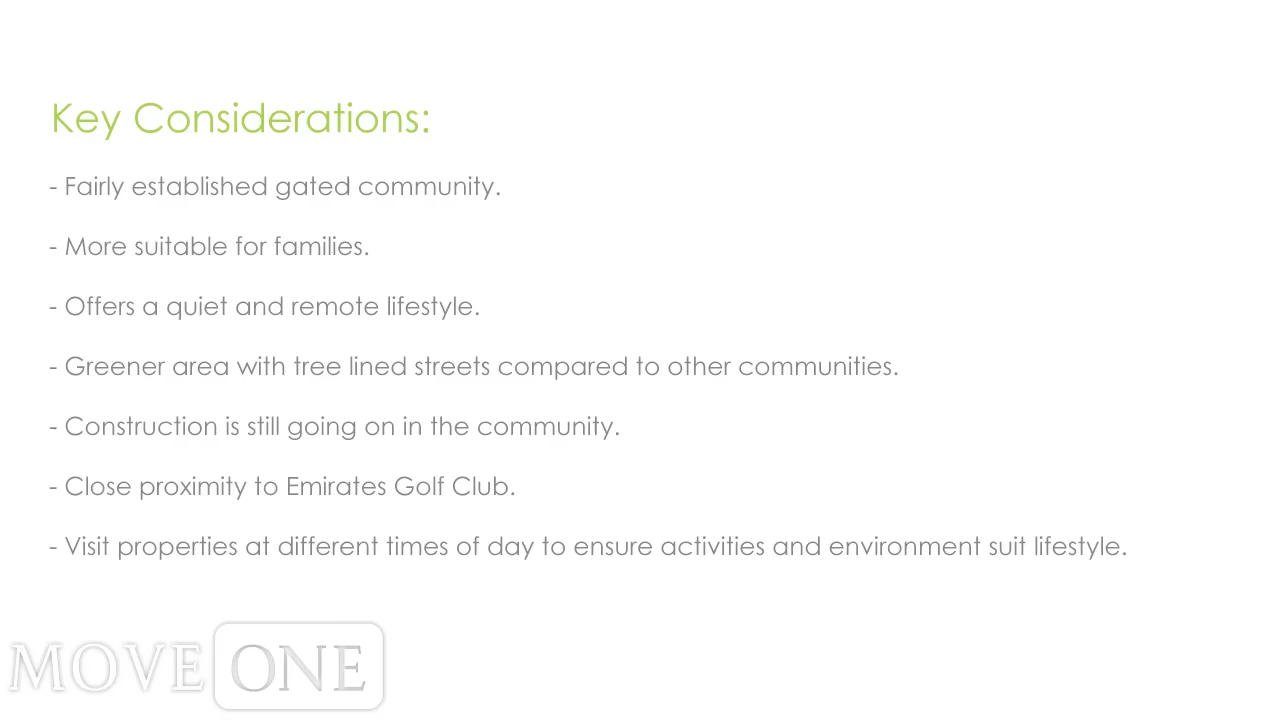 Key Considerations:
- Fairly established gated community.
- More suitable for families.
- Offers a quiet and remote lifestyle.
- Greener area with tree lined streets compared to other communities.
- Construction is still going on in the community.
- Close proximity to Emirates Golf Club.
- Visit properties at different times of day to ensure activities and environment suit lifestyle.
MOVE ONE